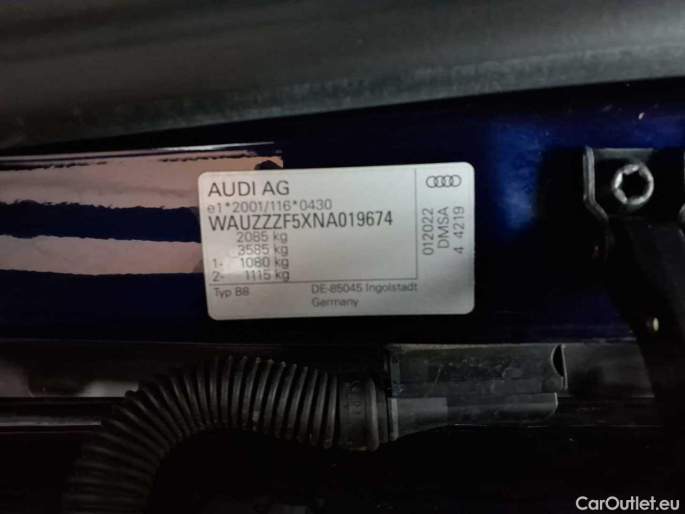 AUDI AG
e1*2001/116*0430
WAUZZZF5XNA019674
2085 kg
3585 kg
1- 1080 kg
2- 1115 kg
Typ B8
DE-85045 Ingolstadt
Germany
012022
DMSA
4 4219
CarOutlet.eu